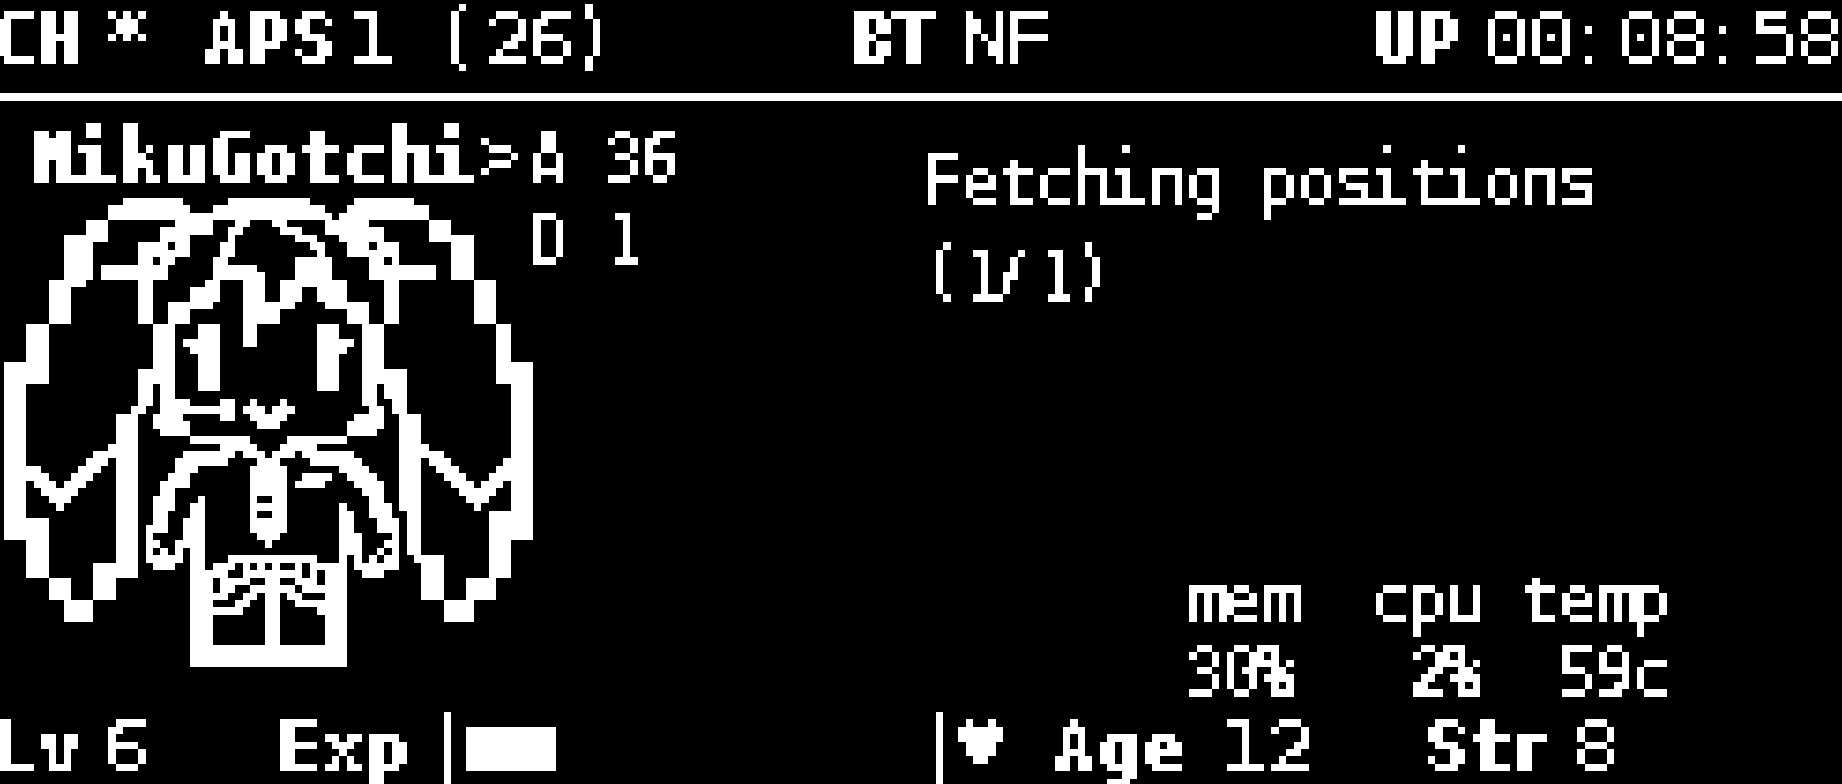 CH * APS 1 (26) BT NF UP 00:08:58
MikuGotchi> A 36
D 1
Fetching positions
(1/1)
mem cpu temp
30% 2% 59c
Lv 6 Exp | |♥ Age 12 Str 8